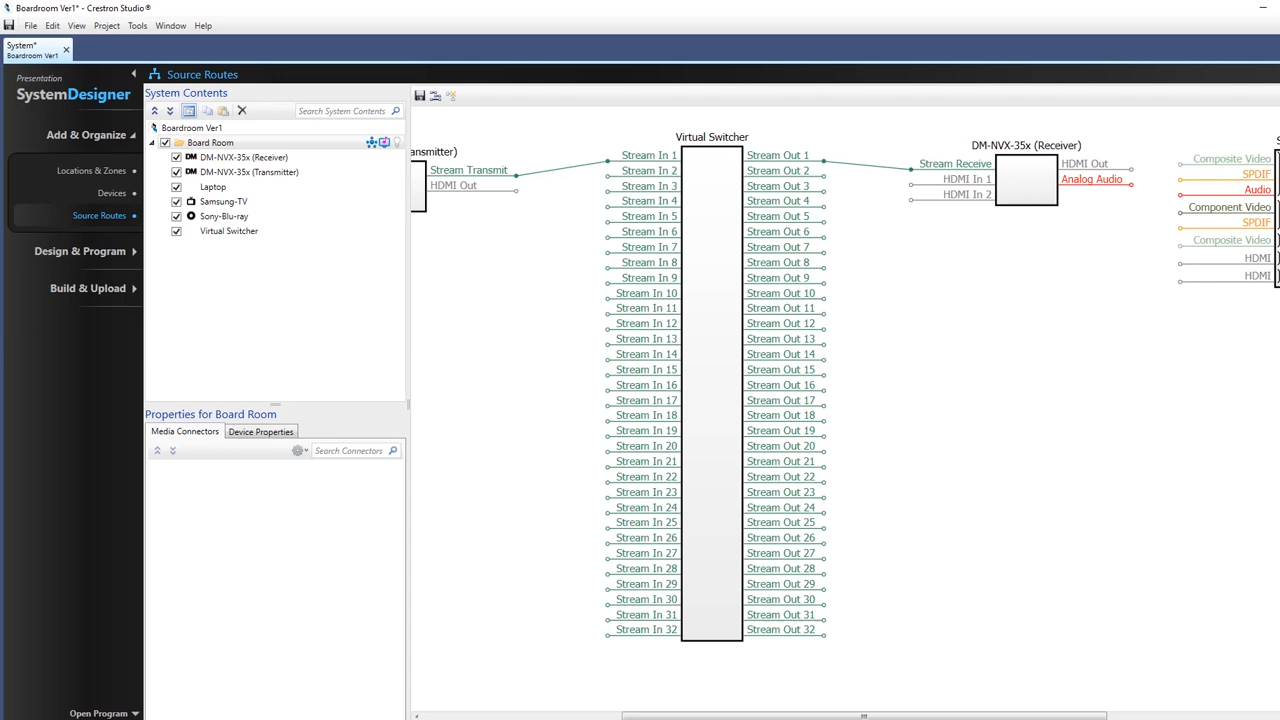 Boardroom Ver1* - Crestron Studio®
File Edit View Project Tools Window Help
System*
Boardroom Ver1
Presentation
SystemDesigner
Add & Organize
Locations & Zones
Devices
Source Routes
Design & Program
Build & Upload
Open Program
Source Routes
System Contents
Search System Contents
Boardroom Ver1
Board Room
DM DM-NVX-35x (Receiver)
DM DM-NVX-35x (Transmitter)
Laptop
Samsung-TV
Sony-Blu-ray
Virtual Switcher
Properties for Board Room
Media Connectors Device Properties
Search Connectors
ansmitter)
Stream Transmit
HDMI Out
Virtual Switcher
Stream In 1 Stream Out 1
Stream In 2 Stream Out 2
Stream In 3 Stream Out 3
Stream In 4 Stream Out 4
Stream In 5 Stream Out 5
Stream In 6 Stream Out 6
Stream In 7 Stream Out 7
Stream In 8 Stream Out 8
Stream In 9 Stream Out 9
Stream In 10 Stream Out 10
Stream In 11 Stream Out 11
Stream In 12 Stream Out 12
Stream In 13 Stream Out 13
Stream In 14 Stream Out 14
Stream In 15 Stream Out 15
Stream In 16 Stream Out 16
Stream In 17 Stream Out 17
Stream In 18 Stream Out 18
Stream In 19 Stream Out 19
Stream In 20 Stream Out 20
Stream In 21 Stream Out 21
Stream In 22 Stream Out 22
Stream In 23 Stream Out 23
Stream In 24 Stream Out 24
Stream In 25 Stream Out 25
Stream In 26 Stream Out 26
Stream In 27 Stream Out 27
Stream In 28 Stream Out 28
Stream In 29 Stream Out 29
Stream In 30 Stream Out 30
Stream In 31 Stream Out 31
Stream In 32 Stream Out 32
DM-NVX-35x (Receiver)
Stream Receive HDMI Out
HDMI In 1 Analog Audio
HDMI In 2
Composite Video
SPDIF
Audio
Component Video
SPDIF
Composite Video
HDMI
HDMI